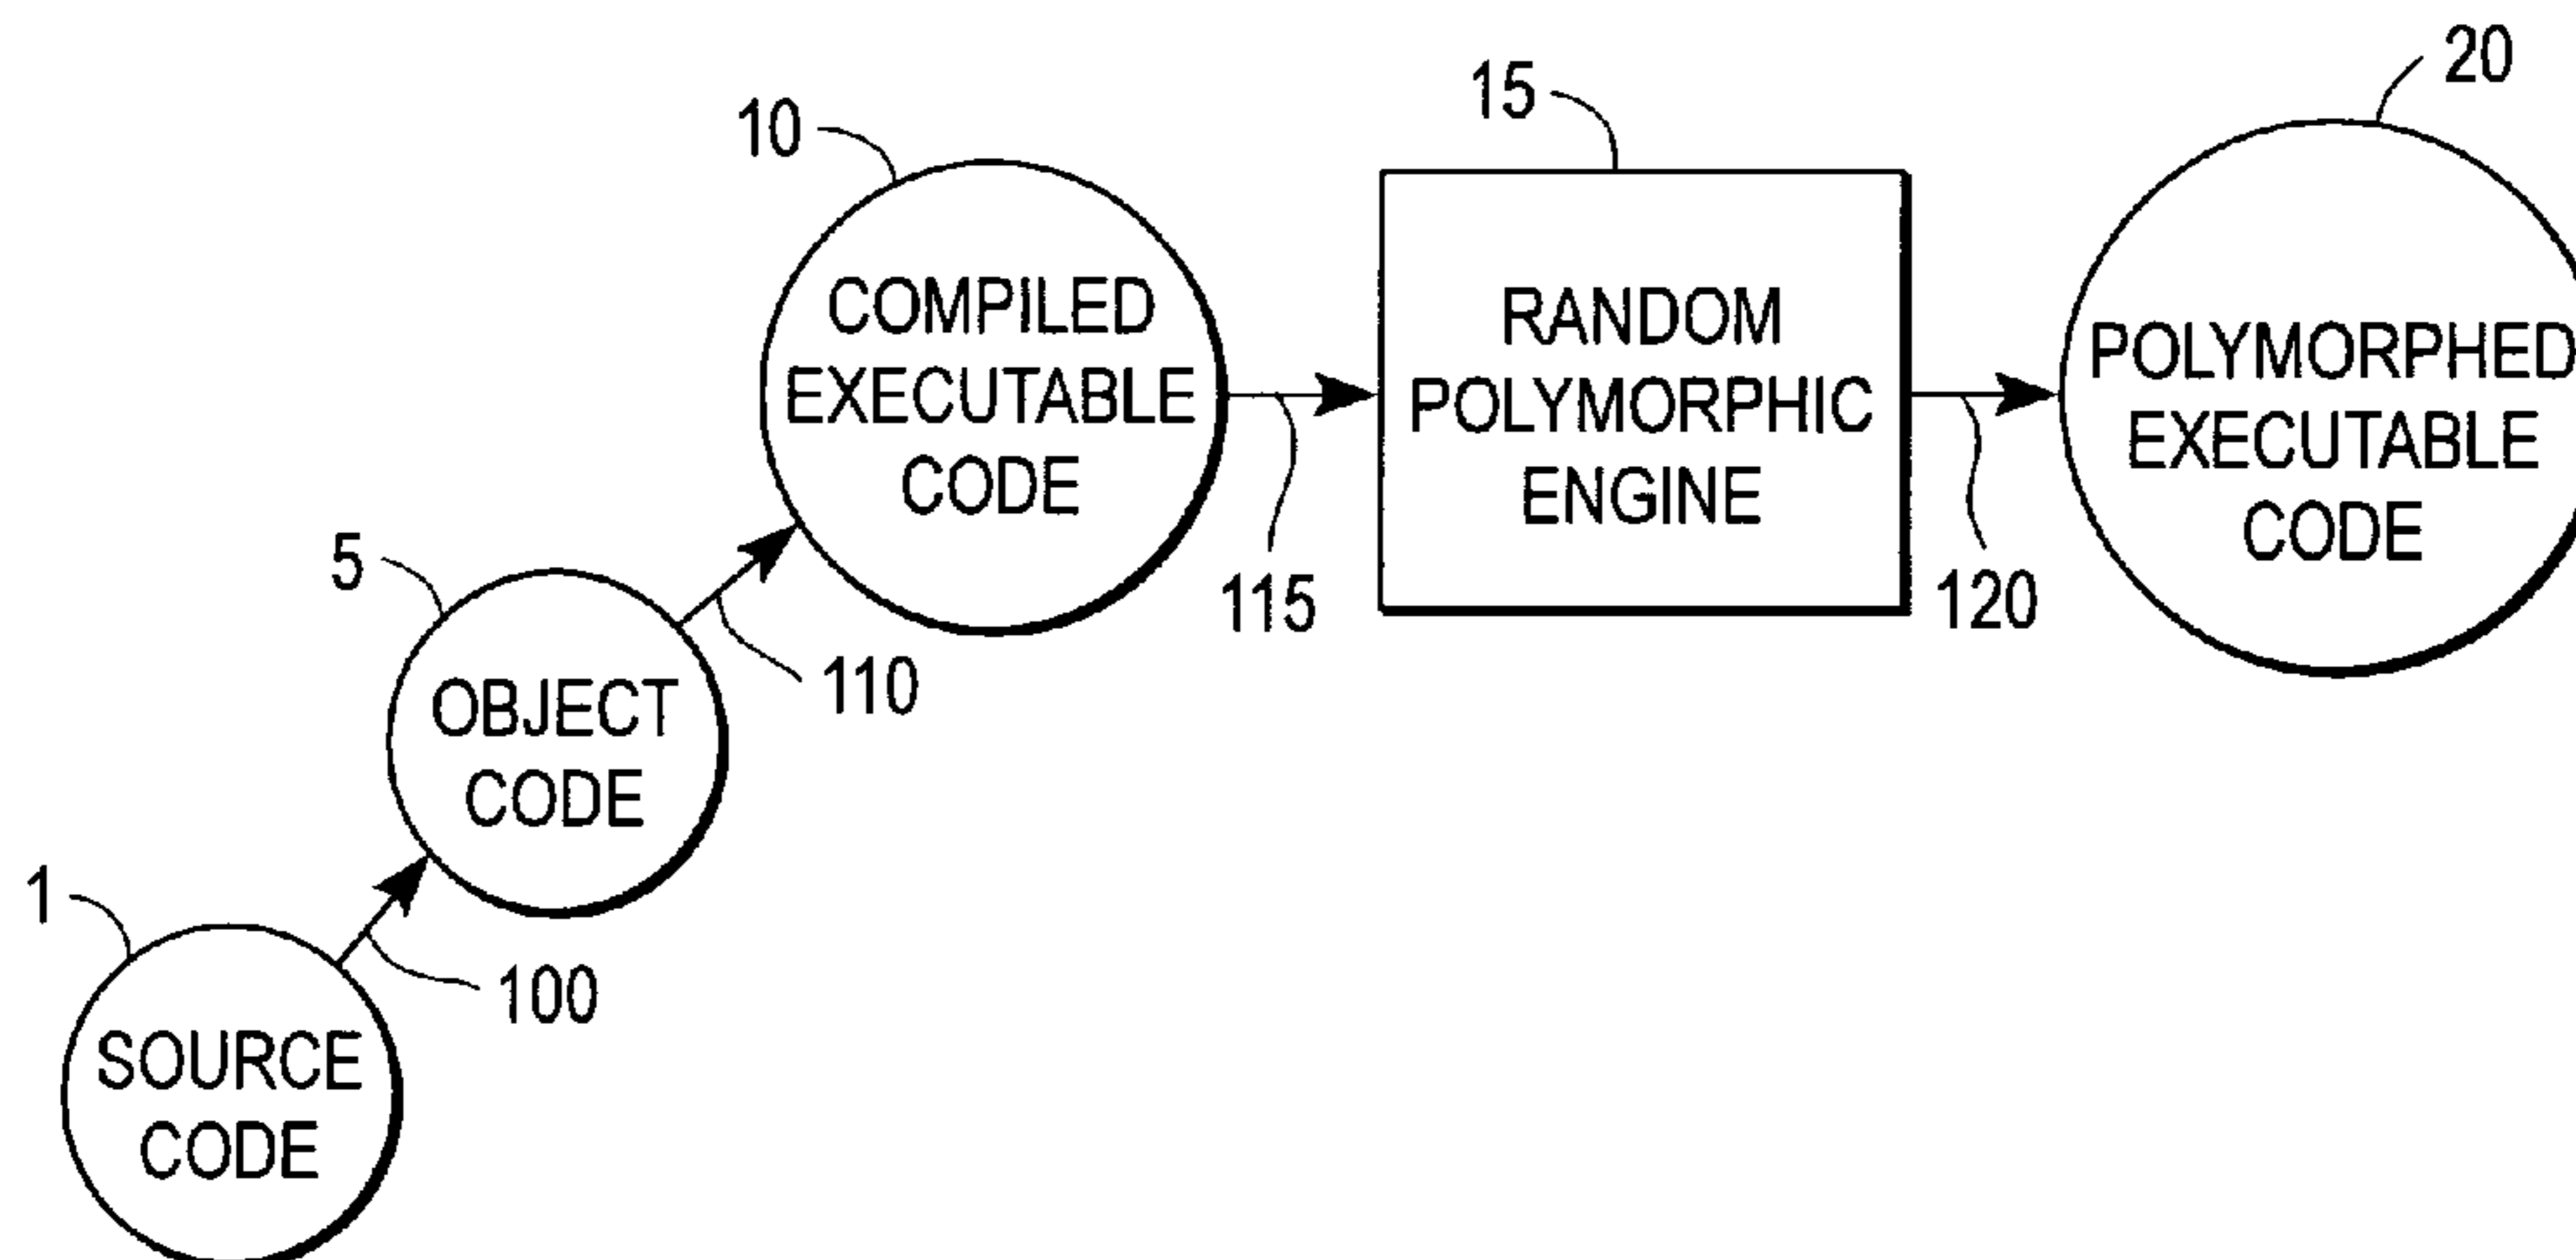 20
15
10
COMPILED
EXECUTABLE
CODE
RANDOM
POLYMORPHIC
ENGINE
POLYMORPHED
EXECUTABLE
CODE
115
120
5
110
OBJECT
CODE
1
100
SOURCE
CODE